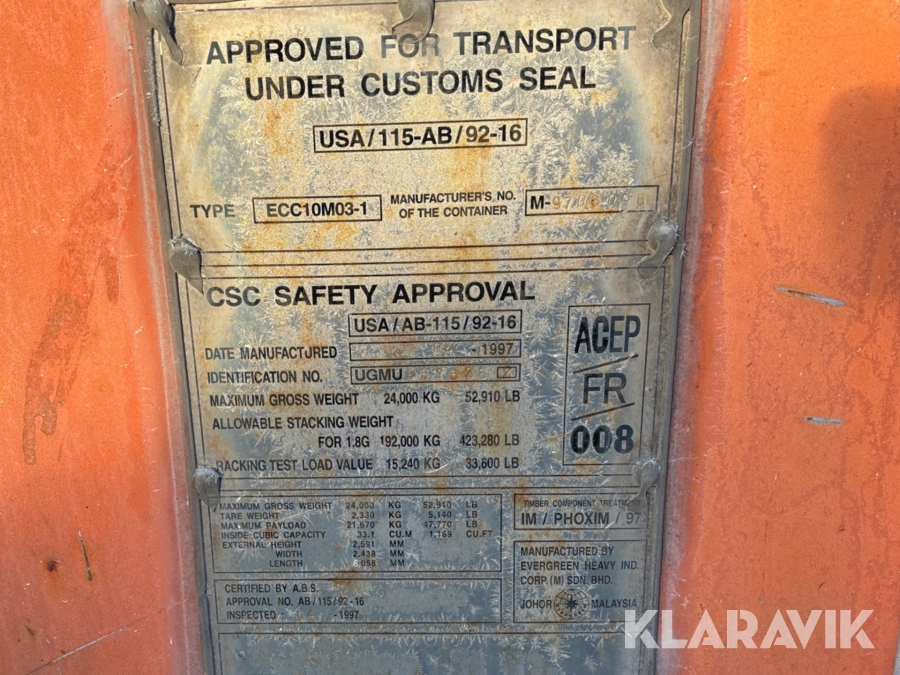 APPROVED FOR TRANSPORT
UNDER CUSTOMS SEAL
USA/115-AB/92-16
TYPE ECC10M03-1 MANUFACTURER'S NO.
OF THE CONTAINER
CSC SAFETY APPROVAL
USA/AB-115/92-16
DATE MANUFACTURED -1997
IDENTIFICATION NO. UGMU
MAXIMUM GROSS WEIGHT 24,000 KG 52,910 LB
ALLOWABLE STACKING WEIGHT
FOR 1.8G 192,000 KG 423,280 LB
RACKING TEST LOAD VALUE 15,240 KG 33,600 LB
ACEP
FR
008
MAXIMUM GROSS WEIGHT 24,000 KG 52,910 LB
TARE WEIGHT 2,330 KG 5,140 LB
MAXIMUM PAYLOAD 21,670 KG 47,770 LB
INSIDE CUBIC CAPACITY 33.1 CU.M 1,169 CU.FT
EXTERNAL HEIGHT 2,591 MM
WIDTH 2,438 MM
LENGTH 6,058 MM
CERTIFIED BY A.B.S.
APPROVAL NO. AB/115/92-16
INSPECTED -1997
TIMBER COMPONENT TREATMENT
IM / PHOXIM / 97
MANUFACTURED BY
EVERGREEN HEAVY IND.
CORP. (M) SDN. BHD.
JOHOR MALAYSIA
KLARAVIK